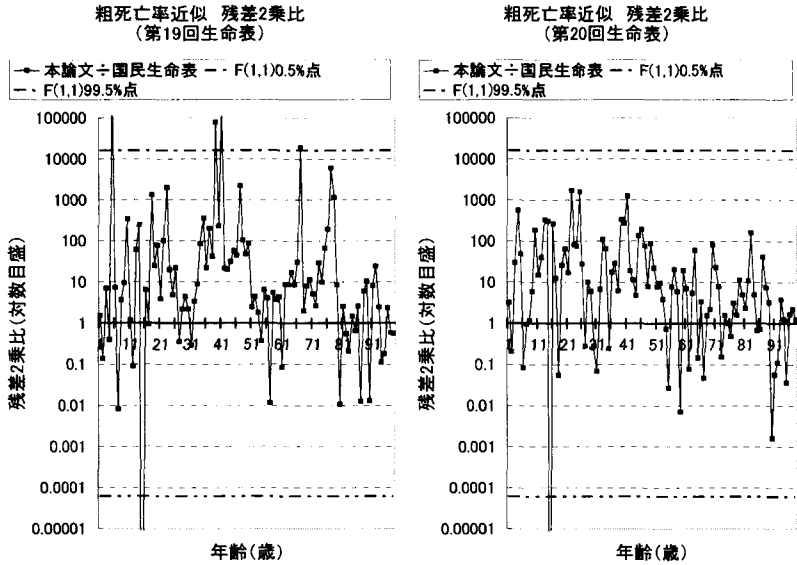 粗死亡率近似 残差2乗比
(第19回生命表)
本論文÷国民生命表 F(1,1)0.5%点
F(1,1)99.5%点
残差2乗比(対数目盛)
100000
10000
1000
100
10
1
0.1
0.01
0.001
0.0001
0.00001
11 21 31 41 51 61 71 81 91
年齢(歳)
粗死亡率近似 残差2乗比
(第20回生命表)
本論文÷国民生命表 F(1,1)0.5%点
F(1,1)99.5%点
残差2乗比(対数目盛)
100000
10000
1000
100
10
1
0.1
0.01
0.001
0.0001
0.00001
11 21 31 41 51 61 71 81 91
年齢(歳)